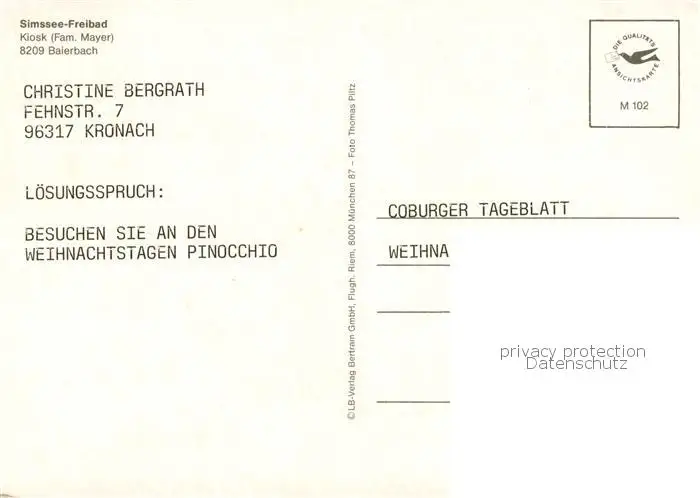 Simssee-Freibad
Kiosk (Fam. Mayer)
8209 Baierbach
CHRISTINE BERGRATH
FEHNSTR. 7
96317 KRONACH
LÖSUNGSSPRUCH:
BESUCHEN SIE AN DEN
WEIHNACHTSTAGEN PINOCCHIO
©LB-Verlag Bertram GmbH, Flugh. Riem, 8000 München 87 – Foto Thomas Piltz
DIE QUALITÄTS
ANSICHTSKARTE
M 102
COBURGER TAGEBLATT
WEIHNA
privacy protection
Datenschutz